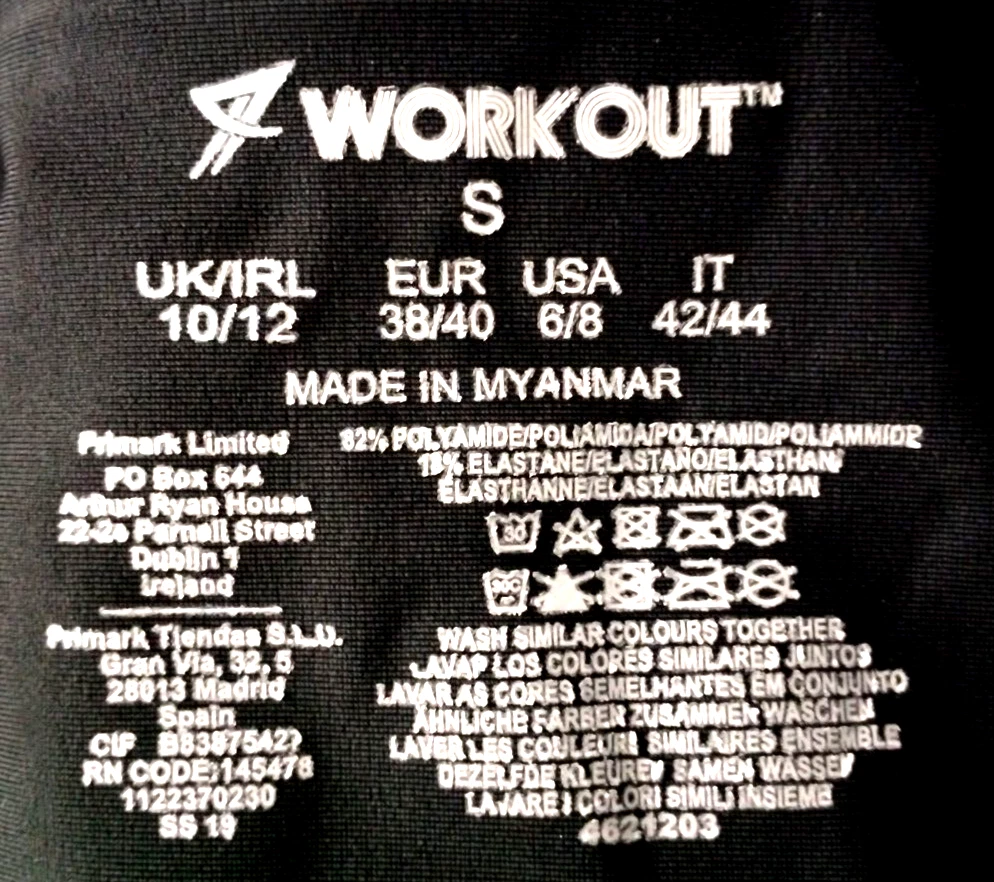 WORKOUT™
S
UK/IRL EUR USA IT
10/12 38/40 6/8 42/44
MADE IN MYANMAR
Primark Limited
PO Box 644
Arthur Ryan House
22-24 Parnell Street
Dublin 1
Ireland
Primark Tiendas S.L.U.
Gran Via, 32, 5
28013 Madrid
Spain
CIF
RN CODE:145476
1122370230
SS 19
82% POLYAMIDE/POLIAMIDA/POLYAMID/POLIAMMIDE
18% ELASTANE/ELASTANO/ELASTHAN/
ELASTHANNE/ELASTAAN/ELASTAN
30
30C
WASH SIMILAR COLOURS TOGETHER
LAVAR LOS COLORES SIMILARES JUNTOS
LAVAR AS CORES SEMELHANTES EM CONJUNTO
ÄHNLICHE FARBEN ZUSAMMEN WASCHEN
LAVER LES COULEURS SIMILAIRES ENSEMBLE
DEZELFDE KLEUREN SAMEN WASSEN
LAVARE I COLORI SIMILI INSIEME
4621203